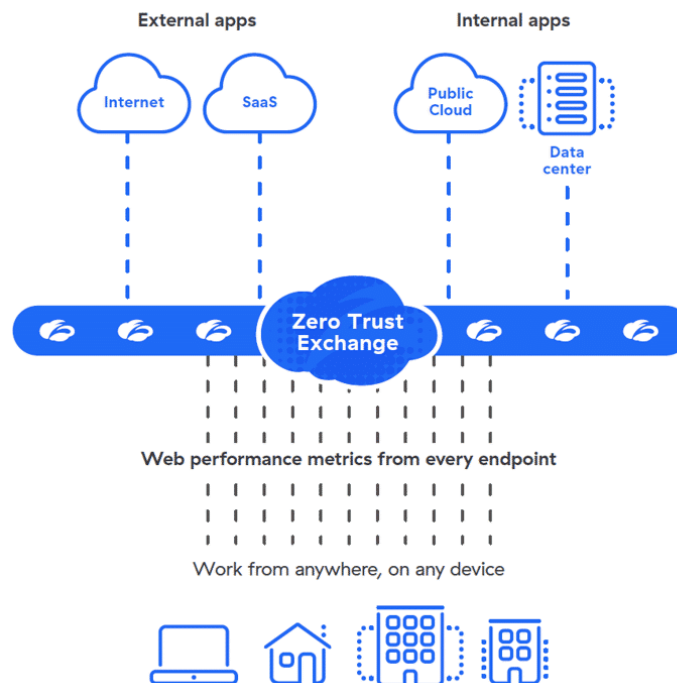 External apps
Internal apps
Internet
SaaS
Public
Cloud
Data
center
Zero Trust
Exchange
Web performance metrics from every endpoint
Work from anywhere, on any device